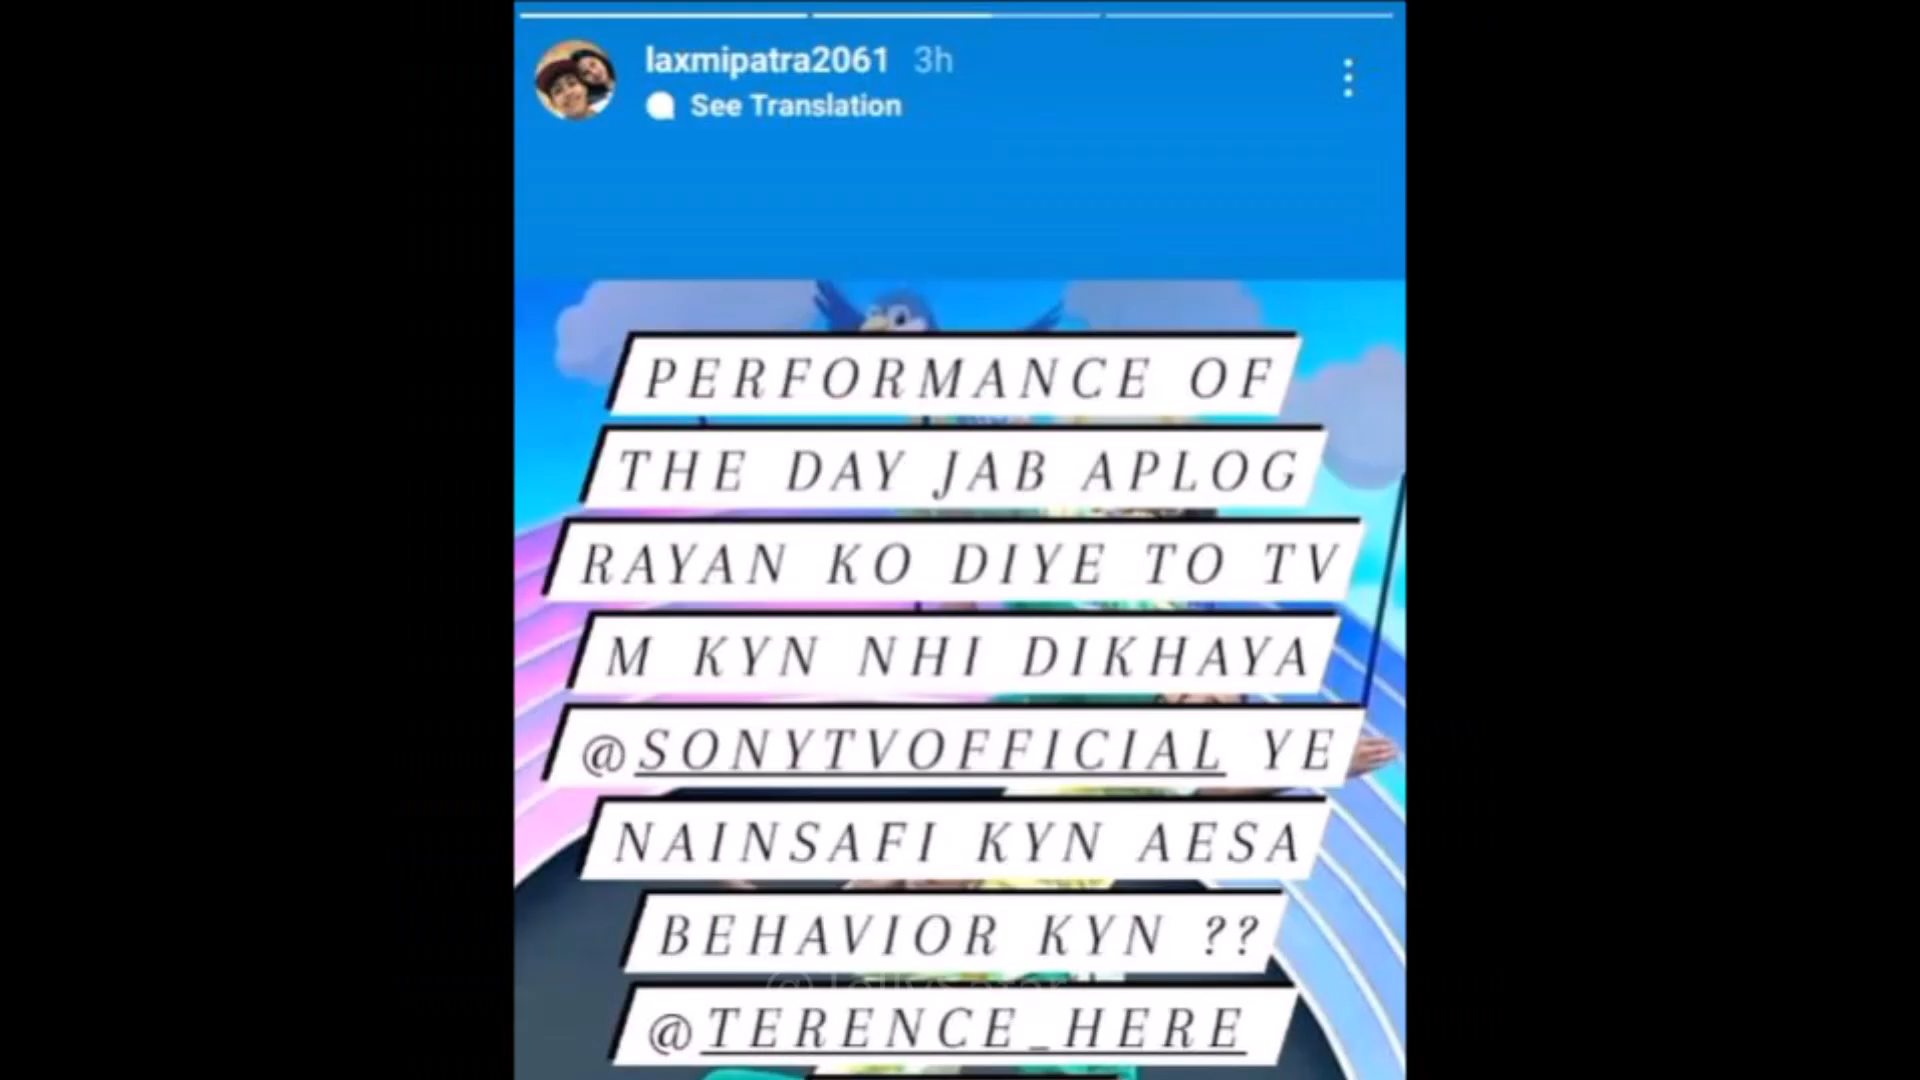 laxmipatra2061 3h
See Translation
PERFORMANCE OF
THE DAY JAB APLOG
RAYAN KO DIYE TO TV
M KYN NHI DIKHAYA
@SONYTVOFFICIAL YE
NAINSAFI KYN AESA
BEHAVIOR KYN ??
@TERENCE_HERE